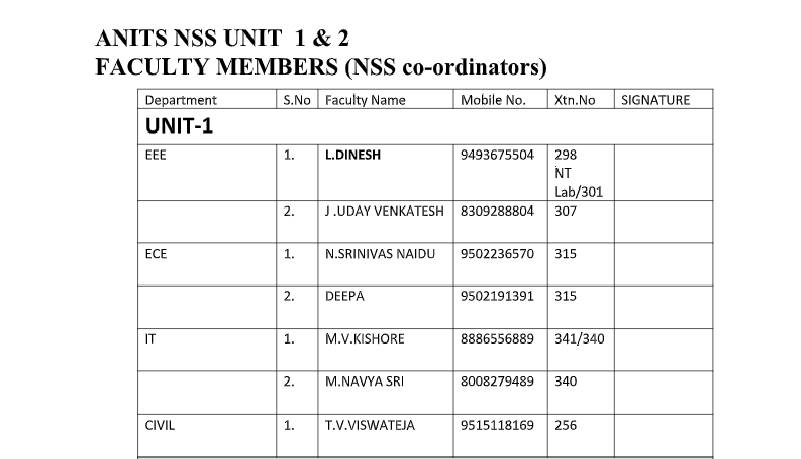 ANITS NSS UNIT 1 & 2
FACULTY MEMBERS (NSS co-ordinators)
Department S.No Faculty Name Mobile No. Xtn.No SIGNATURE
UNIT-1
EEE 1. L.DINESH 9493675504 298
NT
Lab/301
2. J.UDAY VENKATESH 8309288804 307
ECE 1. N.SRINIVAS NAIDU 9502236570 315
2. DEEPA 9502191391 315
IT 1. M.V.KISHORE 8886556889 341/340
2. M.NAVYA SRI 8008279489 340
CIVIL 1. T.V.VISWATEJA 9515118169 256